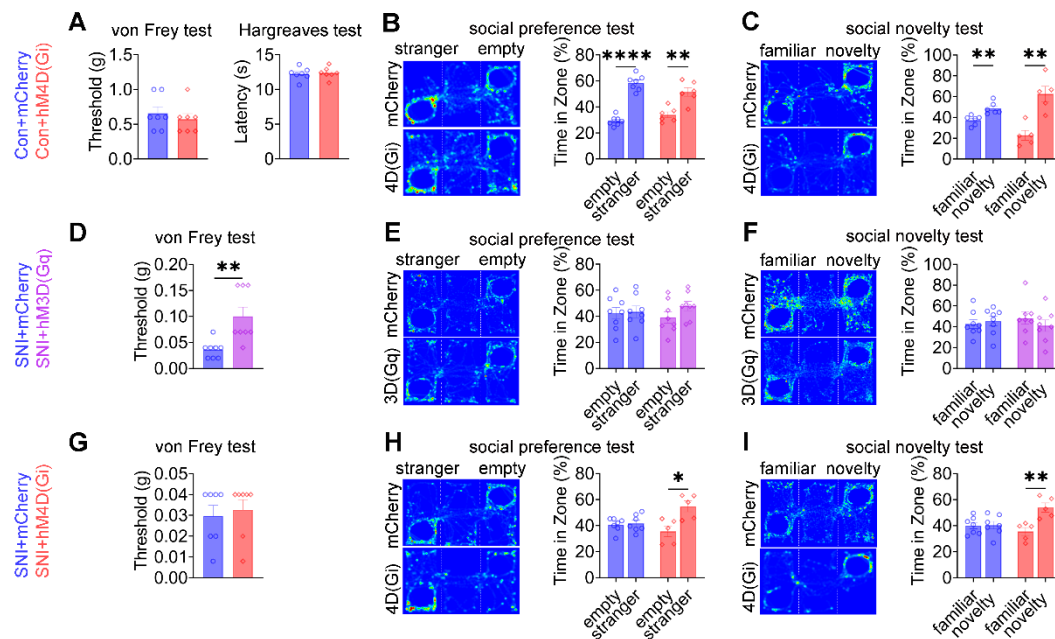 A
von Frey test
Hargreaves test
Con+mCherry
Con+hM4D(Gi)
Threshold (g)
1.5
1.0
0.5
0.0
Latency (s)
15
10
5
0
B
social preference test
stranger empty
mCherry
4D(Gi)
Time in Zone (%)
100
80
60
40
20
0
**** **
empty
stranger
empty
stranger
C
social novelty test
familiar novelty
mCherry
4D(Gi)
Time in Zone (%)
100
80
60
40
20
0
** **
familiar
novelty
familiar
novelty
D
von Frey test
SNI+mCherry
SNI+hM3D(Gq)
Threshold (g)
0.20
0.15
0.10
0.05
0.00
**
E
social preference test
stranger empty
mCherry
3D(Gq)
Time in Zone (%)
100
80
60
40
20
0
empty
stranger
empty
stranger
F
social novelty test
familiar novelty
mCherry
3D(Gq)
Time in Zone (%)
100
80
60
40
20
0
familiar
novelty
familiar
novelty
G
von Frey test
SNI+mCherry
SNI+hM4D(Gi)
Threshold (g)
0.05
0.04
0.03
0.02
0.01
0.00
H
social preference test
stranger empty
mCherry
4D(Gi)
Time in Zone (%)
80
60
40
20
0
*
empty
stranger
empty
stranger
I
social novelty test
familiar novelty
mCherry
4D(Gi)
Time in Zone (%)
80
60
40
20
0
**
familiar
novelty
familiar
novelty